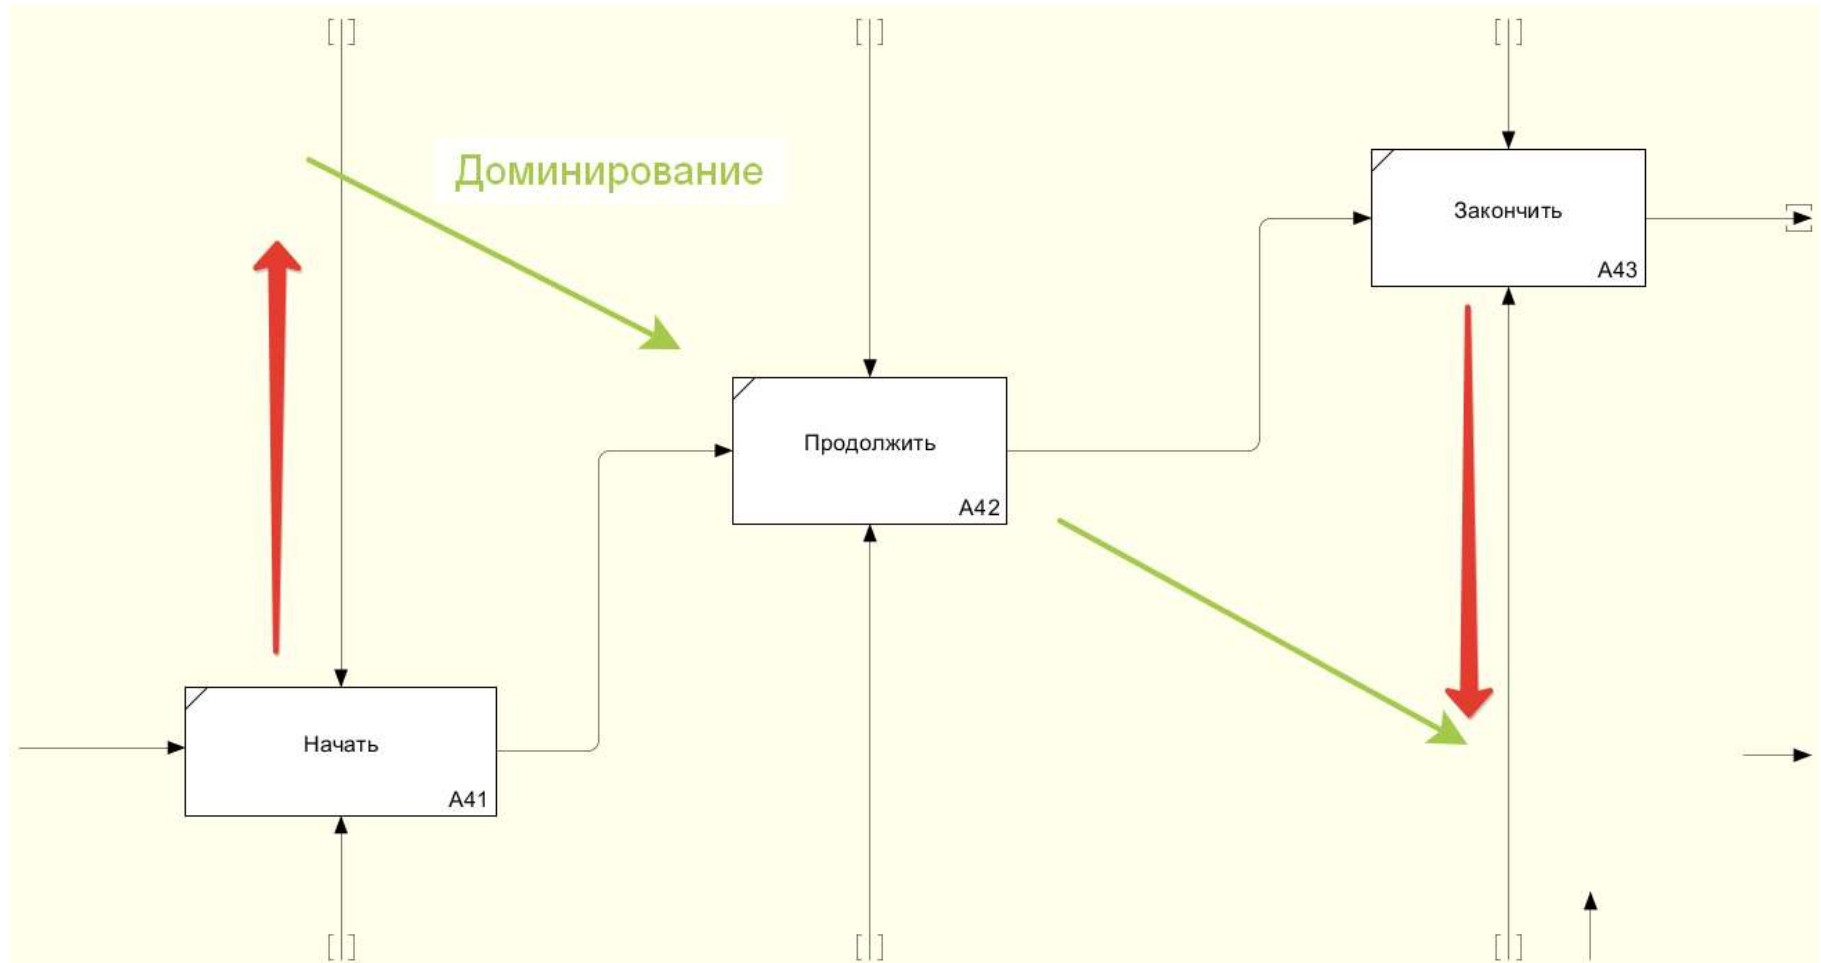 [ ]
[ ]
[ ]
Доминирование
Закончить
A43
Продолжить
A42
Начать
A41
[ ]
[ ]
[ ]